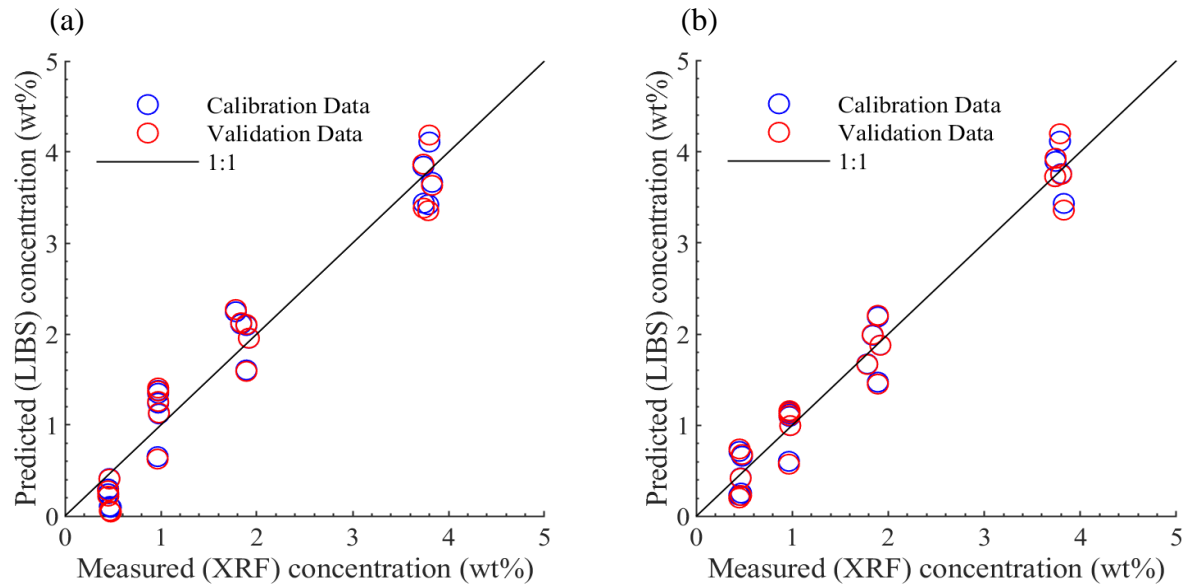 (a)
Predicted (LIBS) concentration (wt%)
5
4
3
2
1
0
Calibration Data
Validation Data
1:1
0 1 2 3 4 5
Measured (XRF) concentration (wt%)
(b)
Predicted (LIBS) concentration (wt%)
5
4
3
2
1
0
Calibration Data
Validation Data
1:1
0 1 2 3 4 5
Measured (XRF) concentration (wt%)